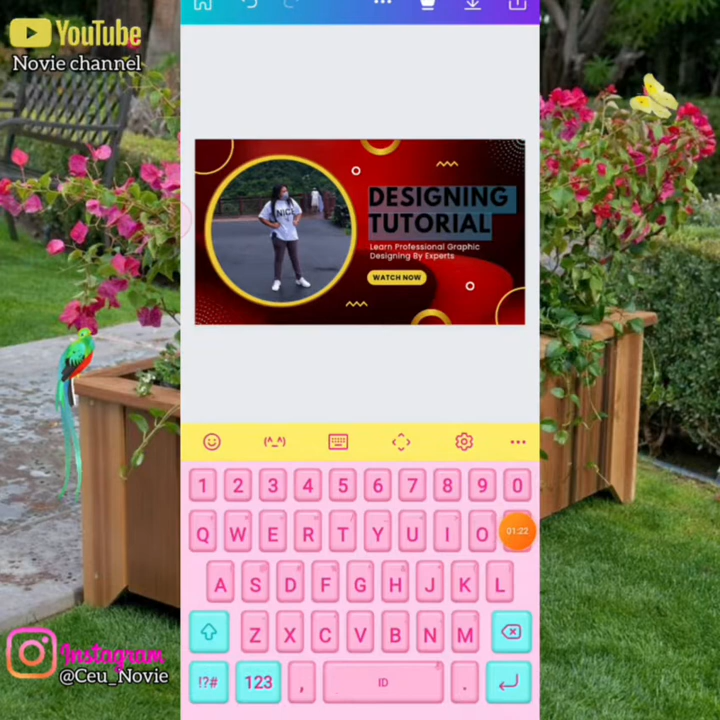 YouTube
Novie channel
NICE
DESIGNING
TUTORIAL
Learn Professional Graphic
Designing By Experts
WATCH NOW
(^_^)
1 2 3 4 5 6 7 8 9 0
Q W E R T Y U I O
01:22
A S D F G H J K L
Z X C V B N M
!?# 123 , ID .
Instagram
@Ceu_Novie